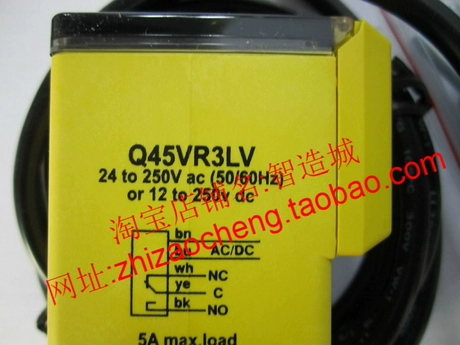 Q45VR3LV
24 to 250V ac (50/60Hz)
or 12 to 250v dc
淘宝店铺名:智造城
网址:zhizaocheng.taobao.com
bn
bu AC/DC
wh NC
ye C
bk NO
5A max.load